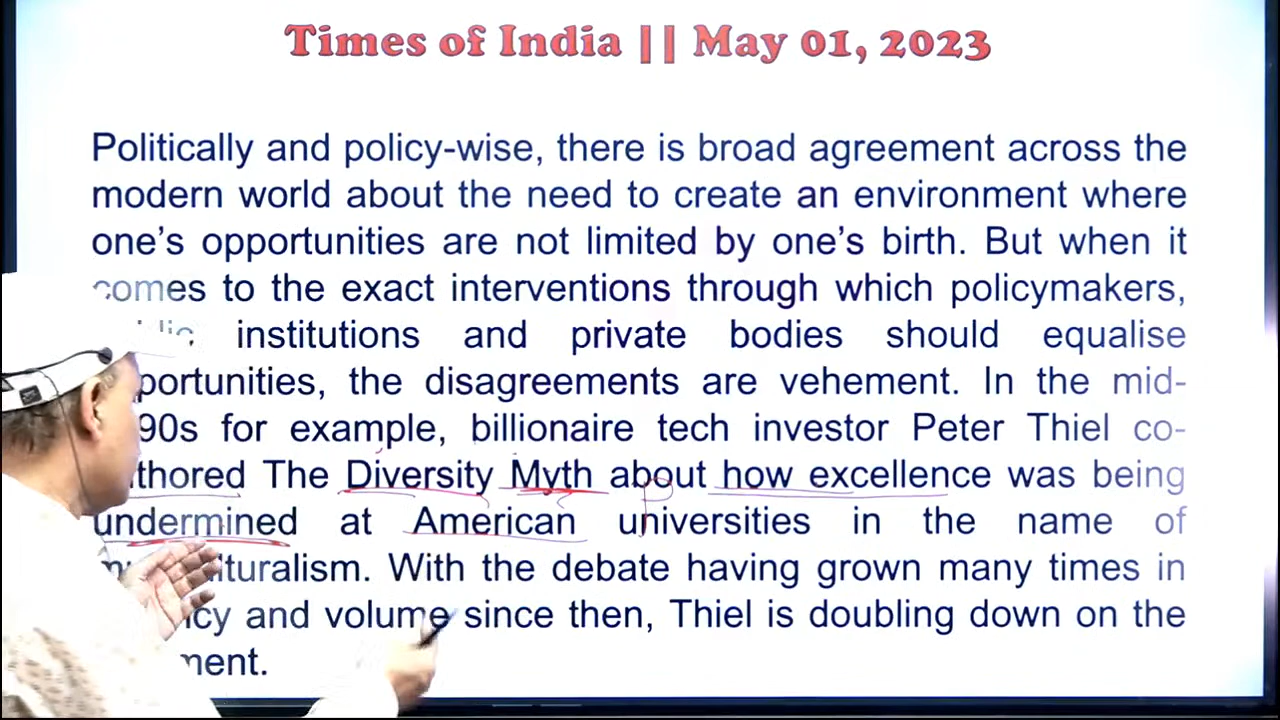 Times of India || May 01, 2023
Politically and policy-wise, there is broad agreement across the
modern world about the need to create an environment where
one's opportunities are not limited by one's birth. But when it
comes to the exact interventions through which policymakers,
institutions and private bodies should equalise
portunities, the disagreements are vehement. In the mid-
90s for example, billionaire tech investor Peter Thiel co-
thored The Diversity Myth about how excellence was being
undermined at American universities in the name of
lturalism. With the debate having grown many times in
cy and volume since then, Thiel is doubling down on the
ment.